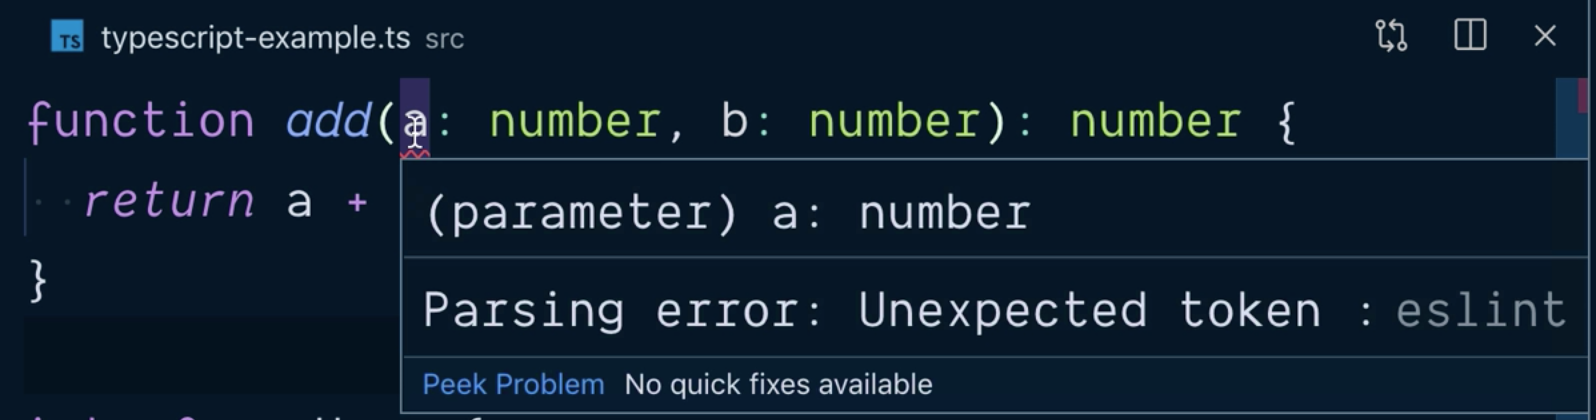 TS typescript-example.ts src
function add(a: number, b: number): number {
return a +
(parameter) a: number
}
Parsing error: Unexpected token : eslint
Peek Problem No quick fixes available